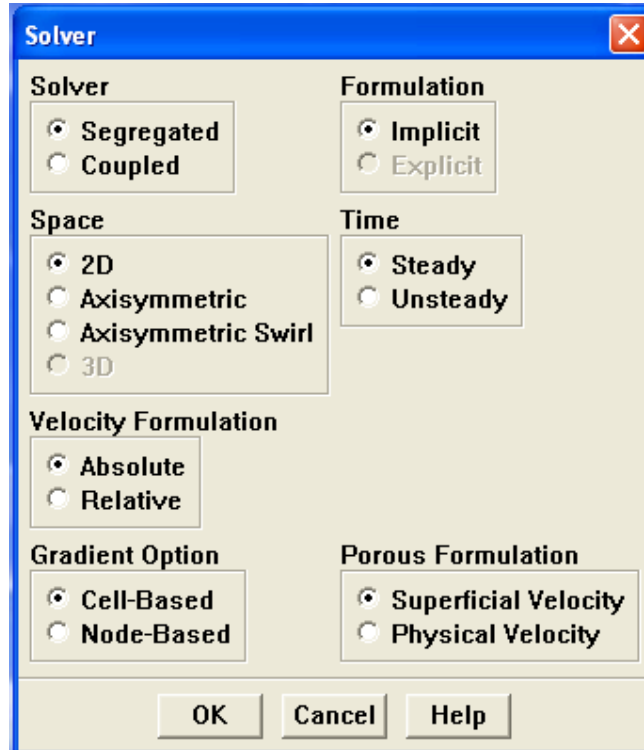 Solver
Solver
Segregated
Coupled
Formulation
Implicit
Explicit
Space
2D
Axisymmetric
Axisymmetric Swirl
3D
Time
Steady
Unsteady
Velocity Formulation
Absolute
Relative
Gradient Option
Cell-Based
Node-Based
Porous Formulation
Superficial Velocity
Physical Velocity
OK
Cancel
Help